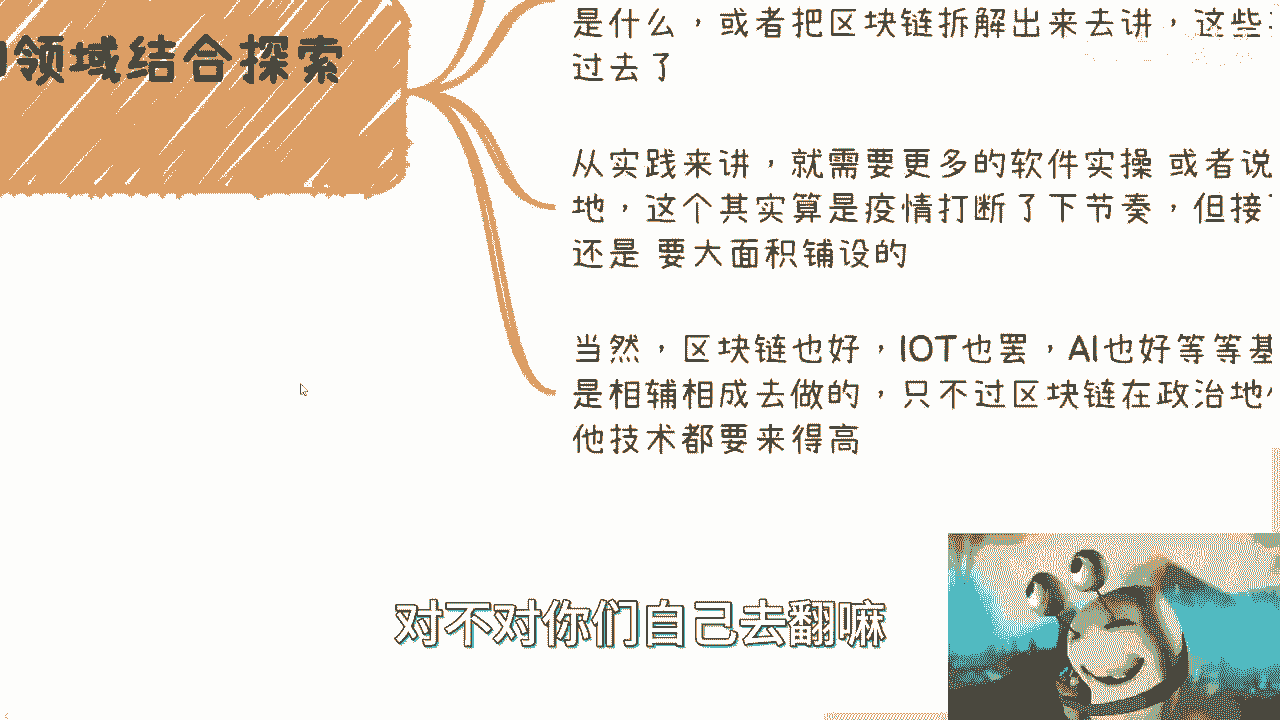 领域结合探索
是什么，或者把区块链拆解出来去讲，这些
过去了
从实践来讲，就需要更多的软件实操 或者说
地，这个其实算是疫情打断了下节奏，但接
还是 要大面积铺设的
当然，区块链也好，IOT也罢，AI也好等等基
是相辅相成去做的，只不过区块链在政治地
他技术都要来得高
对不对你们自己去翻嘛